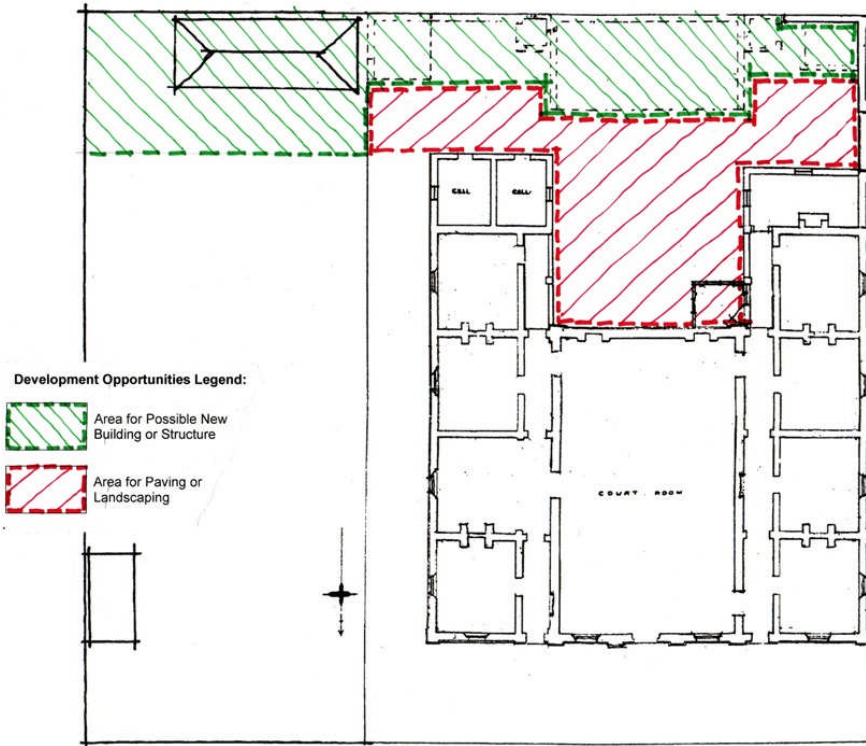 CELL
CELL
Development Opportunities Legend:
Area for Possible New
Building or Structure
Area for Paving or
Landscaping
COURT ROOM